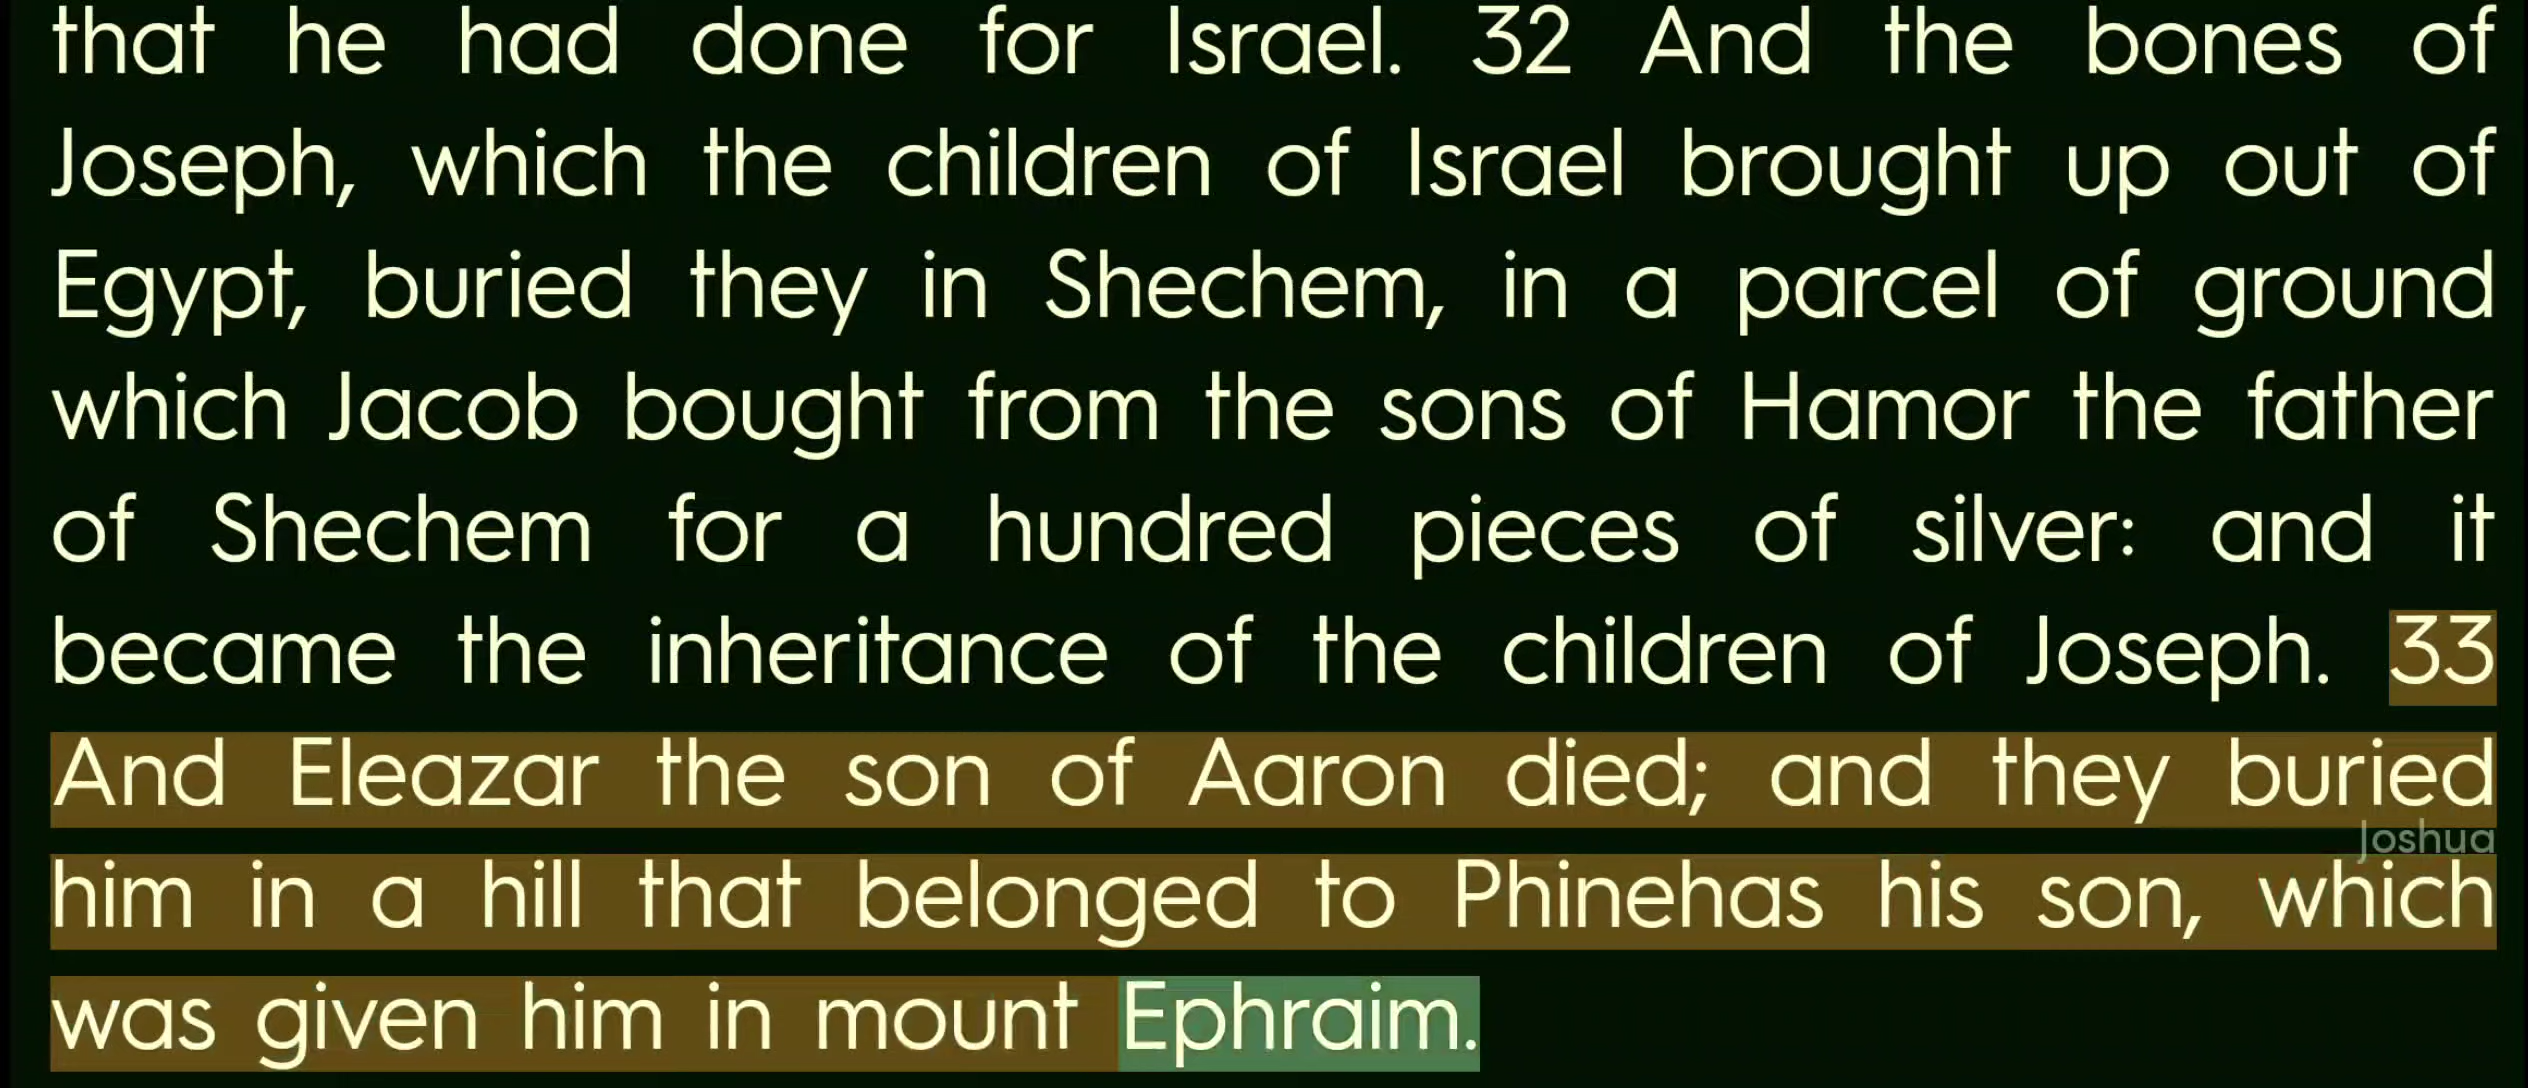 that he had done for Israel. 32 And the bones of
Joseph, which the children of Israel brought up out of
Egypt, buried they in Shechem, in a parcel of ground
which Jacob bought from the sons of Hamor the father
of Shechem for a hundred pieces of silver: and it
became the inheritance of the children of Joseph. 33
And Eleazar the son of Aaron died; and they buried
Joshua
him in a hill that belonged to Phinehas his son, which
was given him in mount Ephraim.